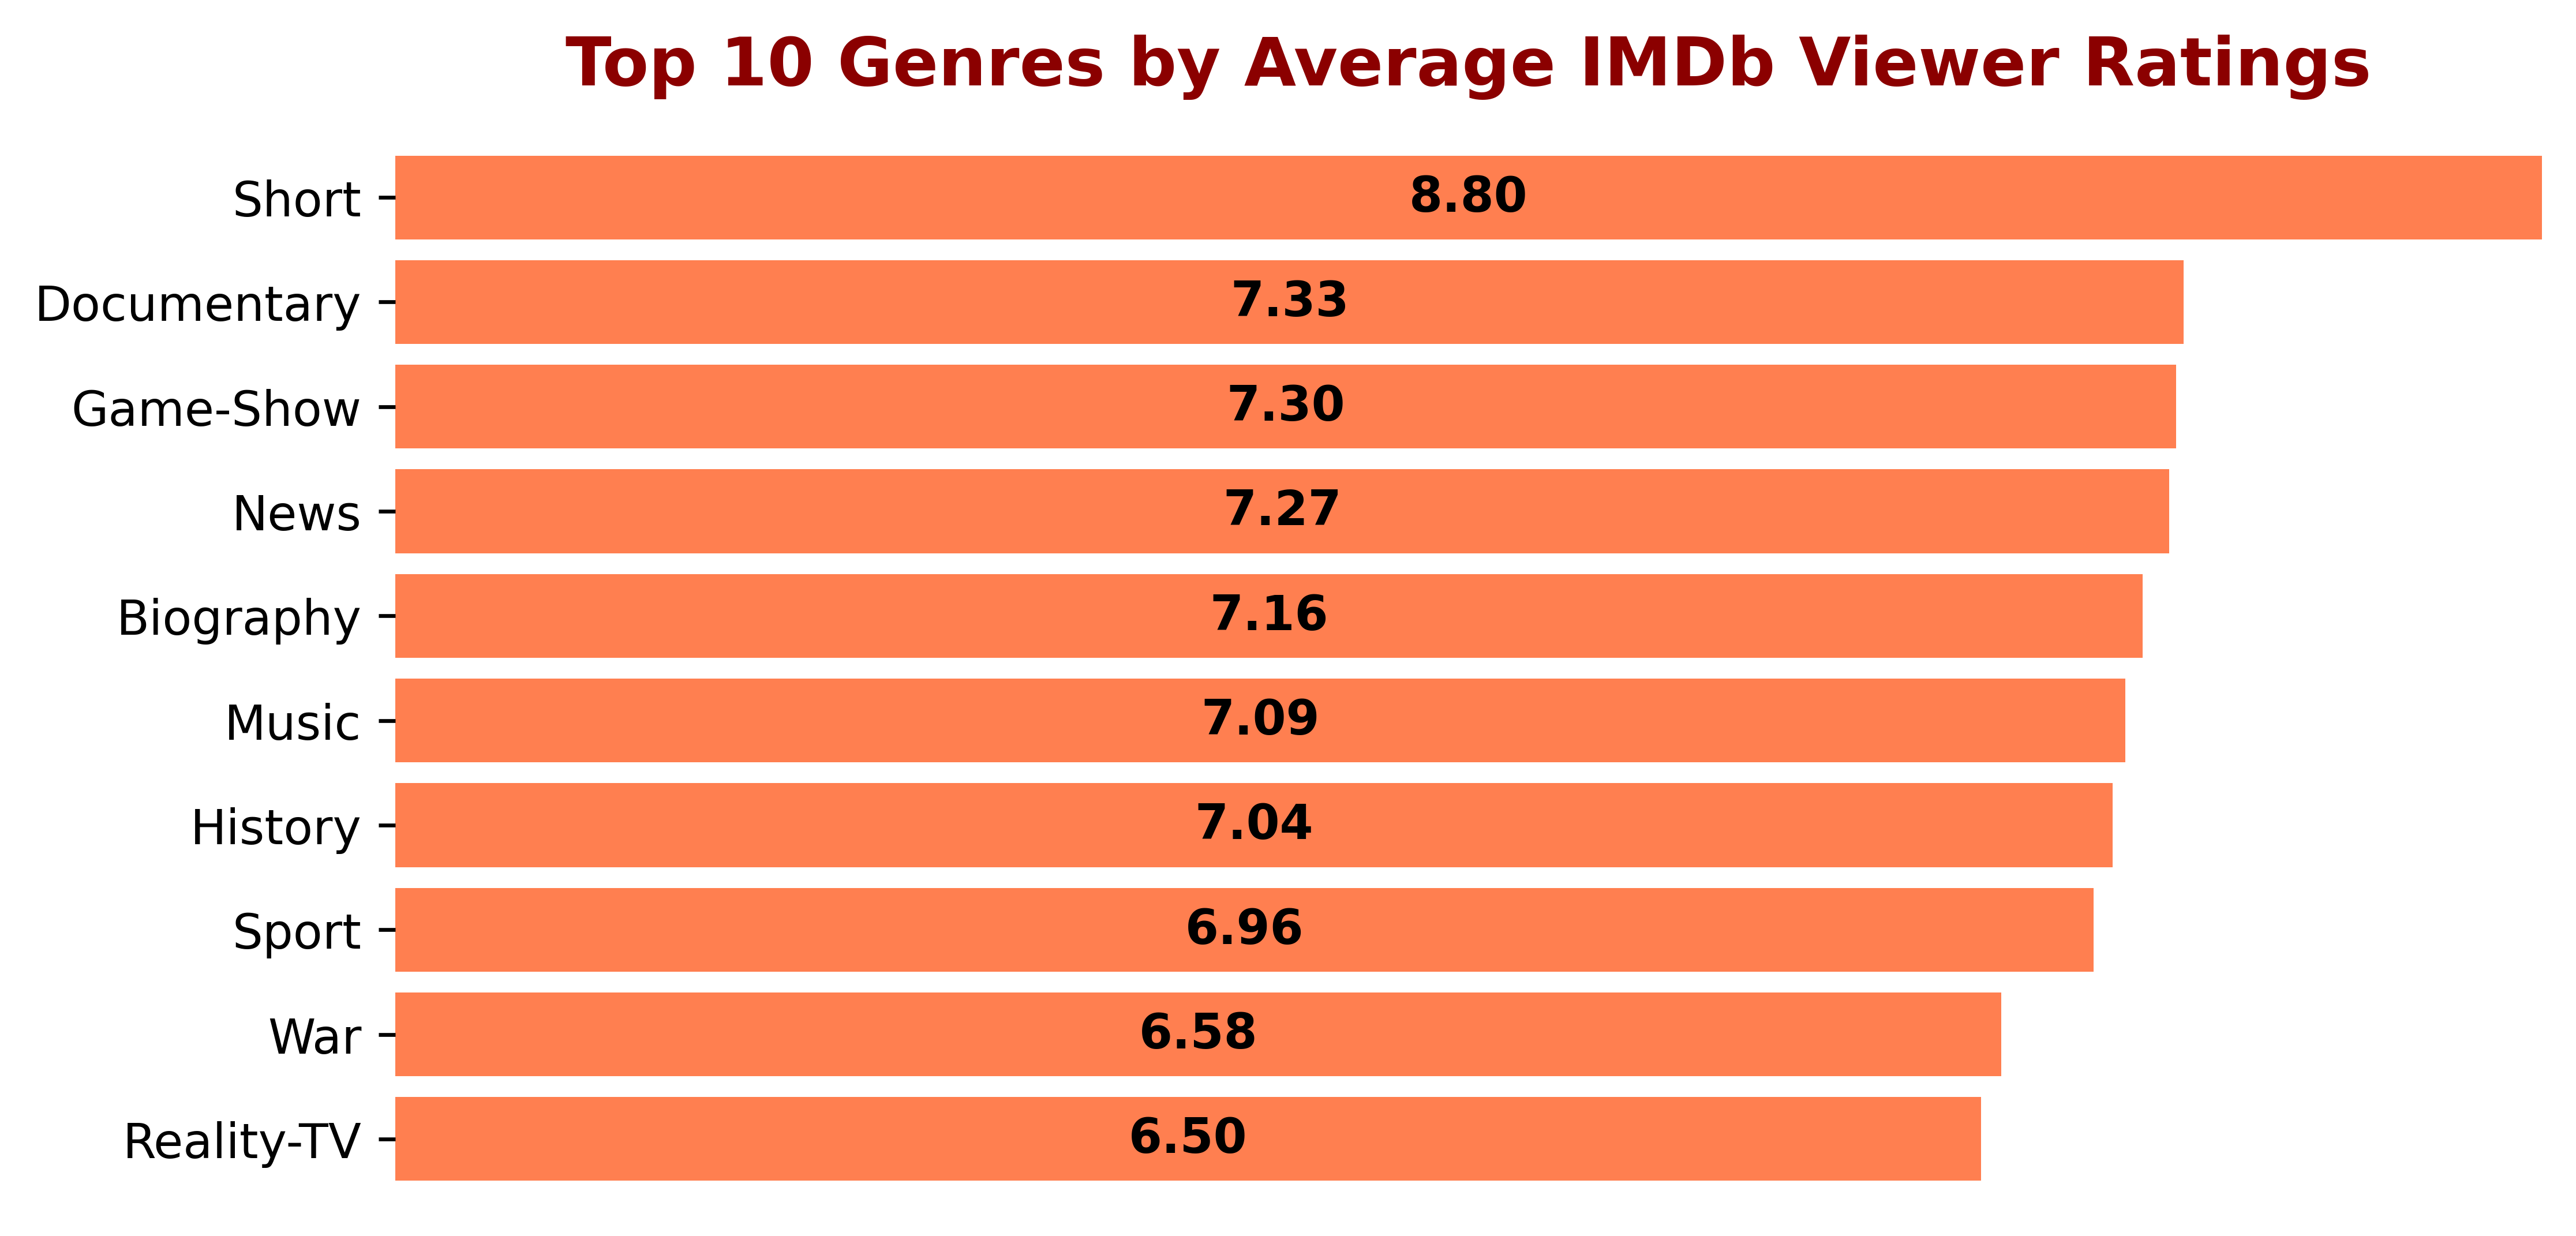 Top 10 Genres by Average IMDb Viewer Ratings
Short 8.80
Documentary 7.33
Game-Show 7.30
News 7.27
Biography 7.16
Music 7.09
History 7.04
Sport 6.96
War 6.58
Reality-TV 6.50